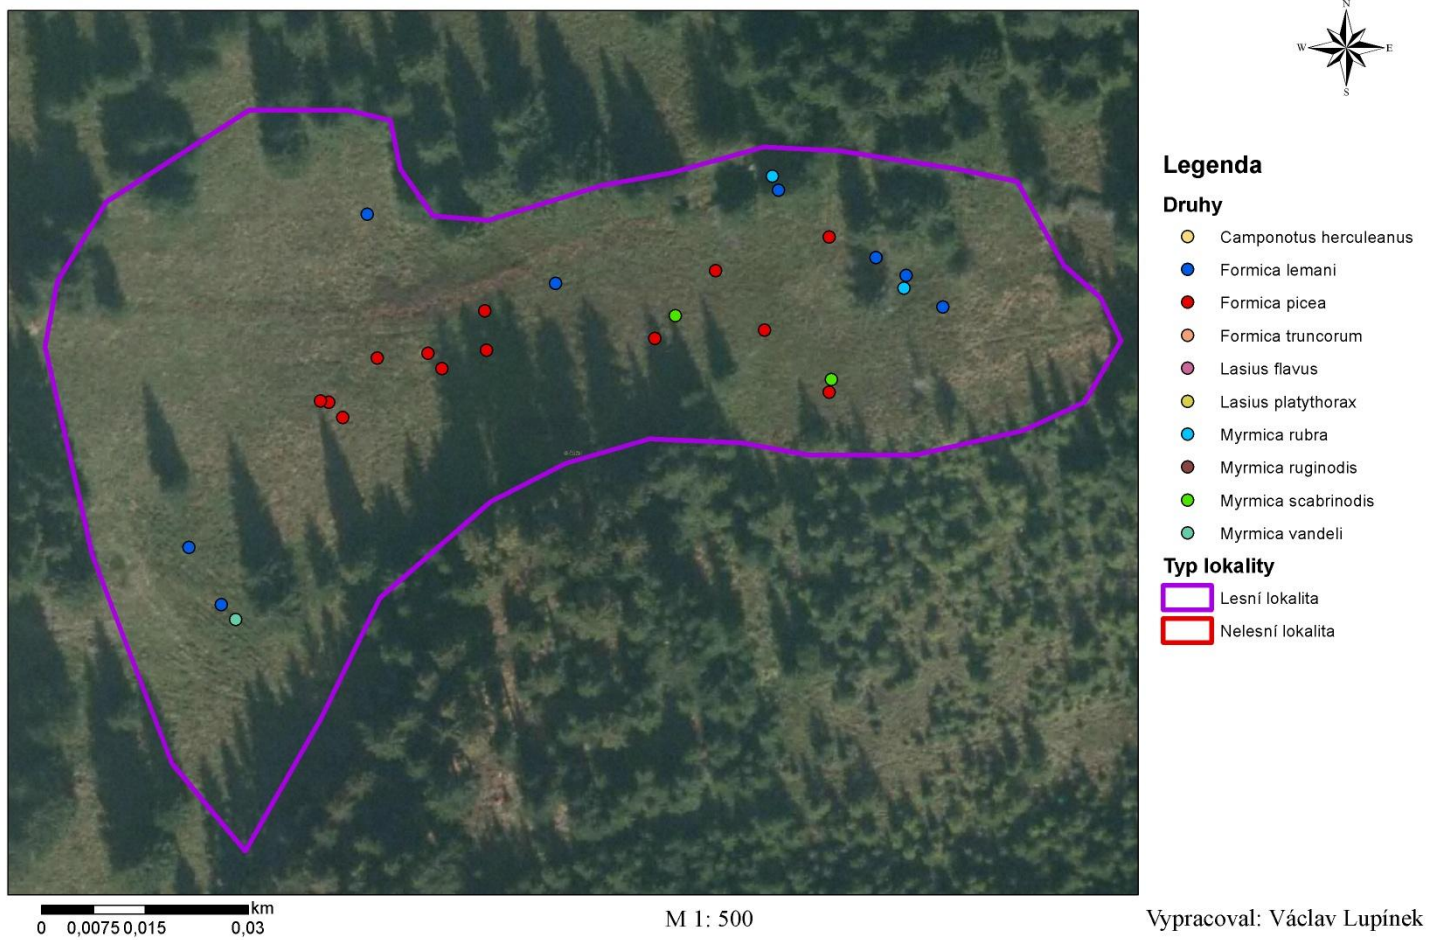 N
W E
S
Legenda
Druhy
Camponotus herculeanus
Formica lemani
Formica picea
Formica truncorum
Lasius flavus
Lasius platythorax
Myrmica rubra
Myrmica ruginodis
Myrmica scabrinodis
Myrmica vandeli
Typ lokality
Lesní lokalita
Nelesní lokalita
km
0 0,0075 0,015 0,03
M 1: 500
Vypracoval: Václav Lupínek